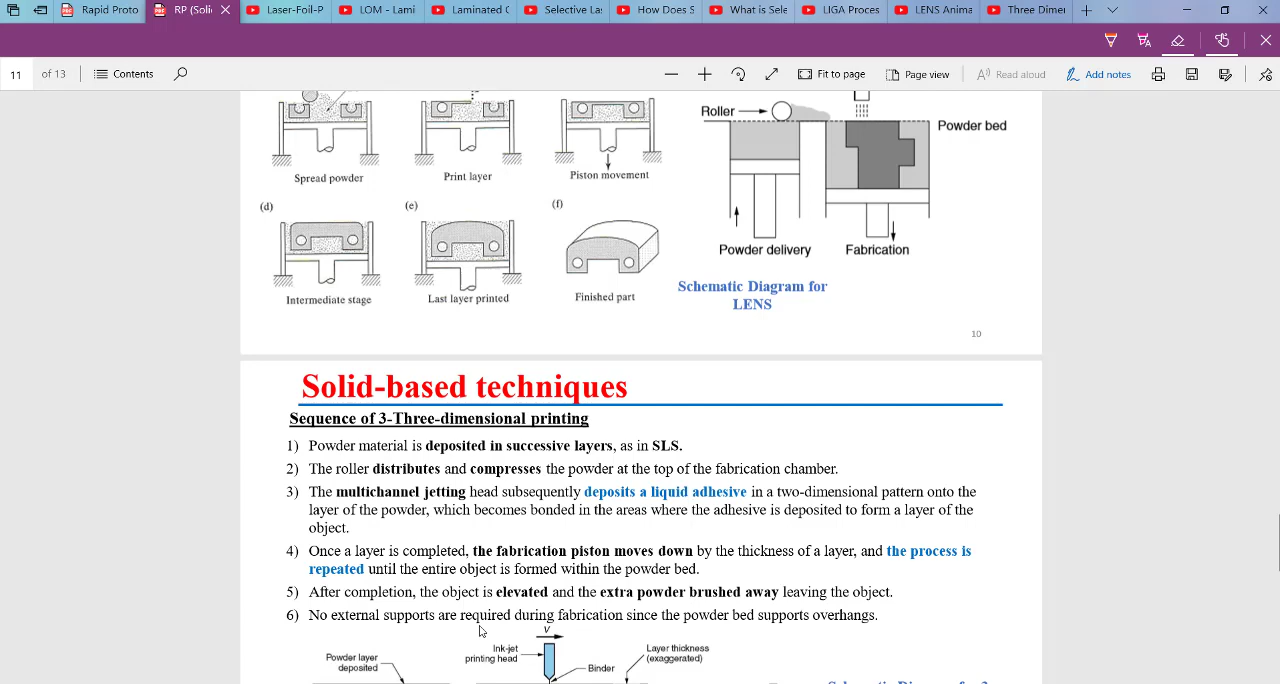 Rapid Proto
RP (Soli
Laser-Foil-P
LOM - Lami
Laminated C
Selective La
How Does S
What is Sele
LIGA Proces
LENS Anima
Three Dimer
11
of 13
Contents
Fit to page
Page view
Read aloud
Add notes
Roller
Powder bed
Spread powder
Print layer
Piston movement
(d)
(e)
(f)
Powder delivery
Fabrication
Intermediate stage
Last layer printed
Finished part
Schematic Diagram for
LENS
10
Solid-based techniques
Sequence of 3-Three-dimensional printing
1) Powder material is deposited in successive layers, as in SLS.
2) The roller distributes and compresses the powder at the top of the fabrication chamber.
3) The multichannel jetting head subsequently deposits a liquid adhesive in a two-dimensional pattern onto the
layer of the powder, which becomes bonded in the areas where the adhesive is deposited to form a layer of the
object.
4) Once a layer is completed, the fabrication piston moves down by the thickness of a layer, and the process is
repeated until the entire object is formed within the powder bed.
5) After completion, the object is elevated and the extra powder brushed away leaving the object.
6) No external supports are required during fabrication since the powder bed supports overhangs.
v
Ink-jet
printing head
Layer thickness
(exaggerated)
Powder layer
deposited
Binder